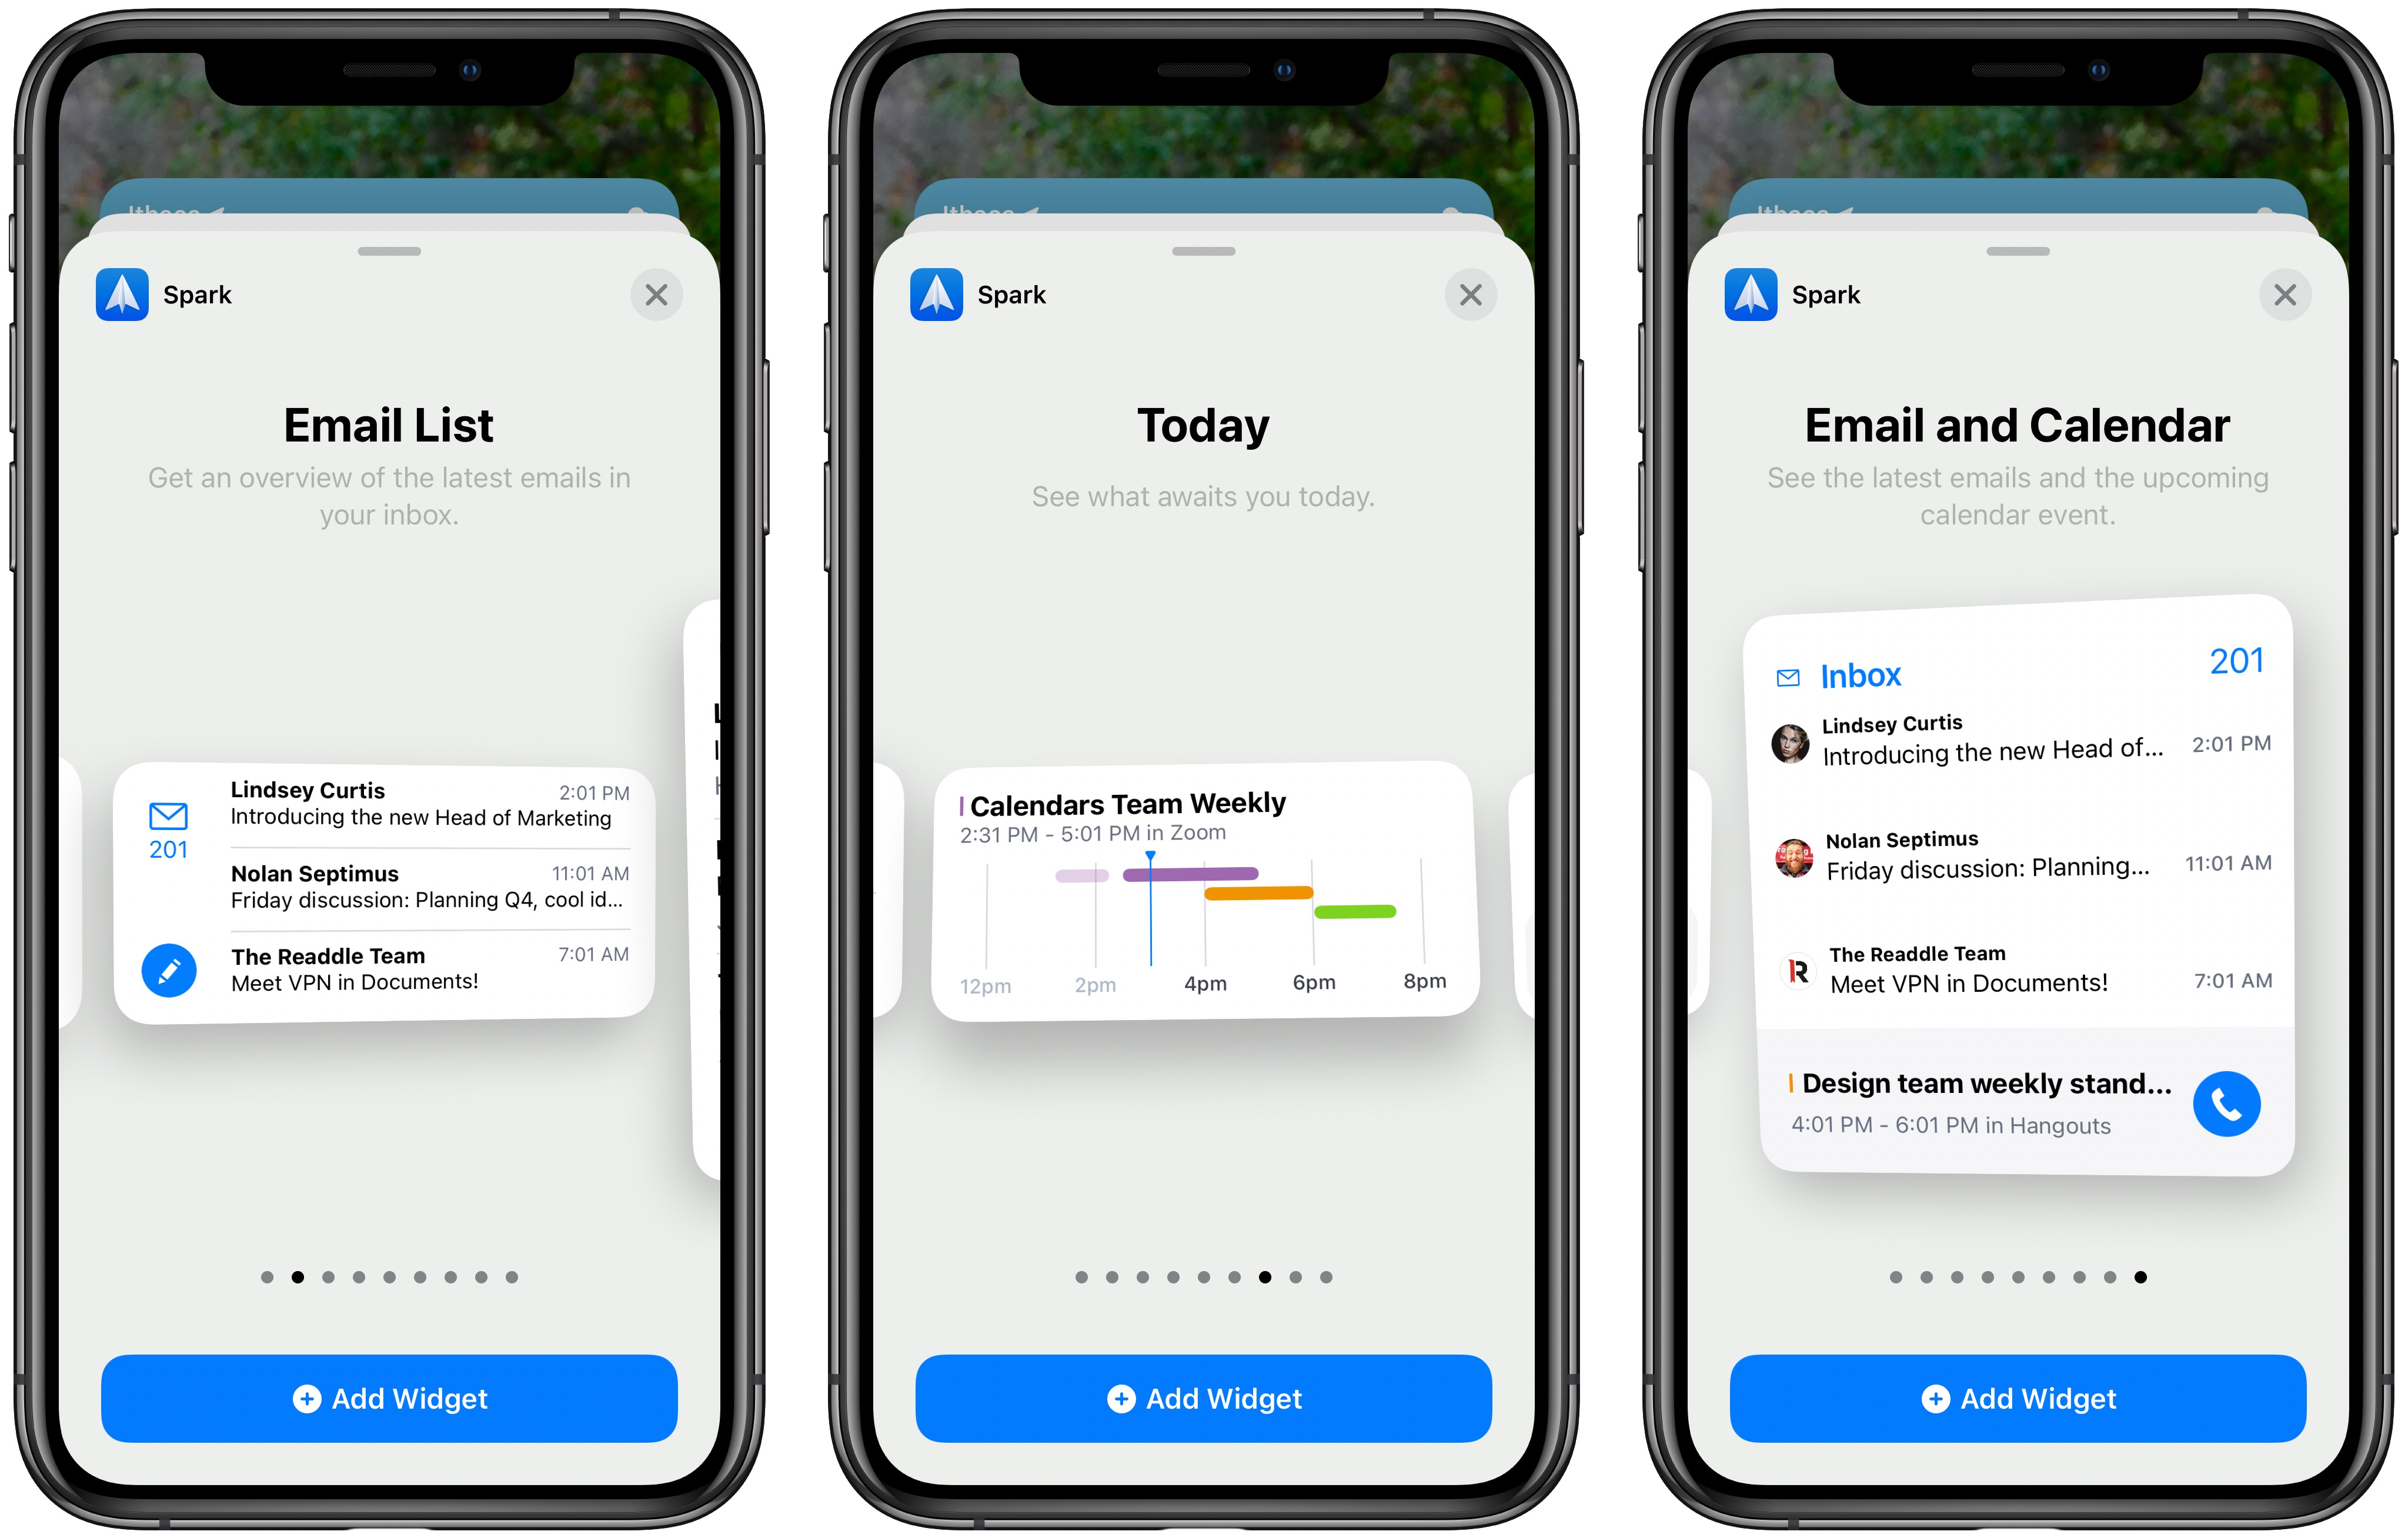 Spark
Email List
Get an overview of the latest emails in
your inbox.
Lindsey Curtis 2:01 PM
Introducing the new Head of Marketing
201
Nolan Septimus 11:01 AM
Friday discussion: Planning Q4, cool id...
The Readdle Team 7:01 AM
Meet VPN in Documents!
Add Widget
Spark
Today
See what awaits you today.
Calendars Team Weekly
2:31 PM - 5:01 PM in Zoom
12pm 2pm 4pm 6pm 8pm
Add Widget
Spark
Email and Calendar
See the latest emails and the upcoming
calendar event.
Inbox 201
Lindsey Curtis
Introducing the new Head of... 2:01 PM
Nolan Septimus
Friday discussion: Planning... 11:01 AM
The Readdle Team
Meet VPN in Documents! 7:01 AM
Design team weekly stand...
4:01 PM - 6:01 PM in Hangouts
Add Widget